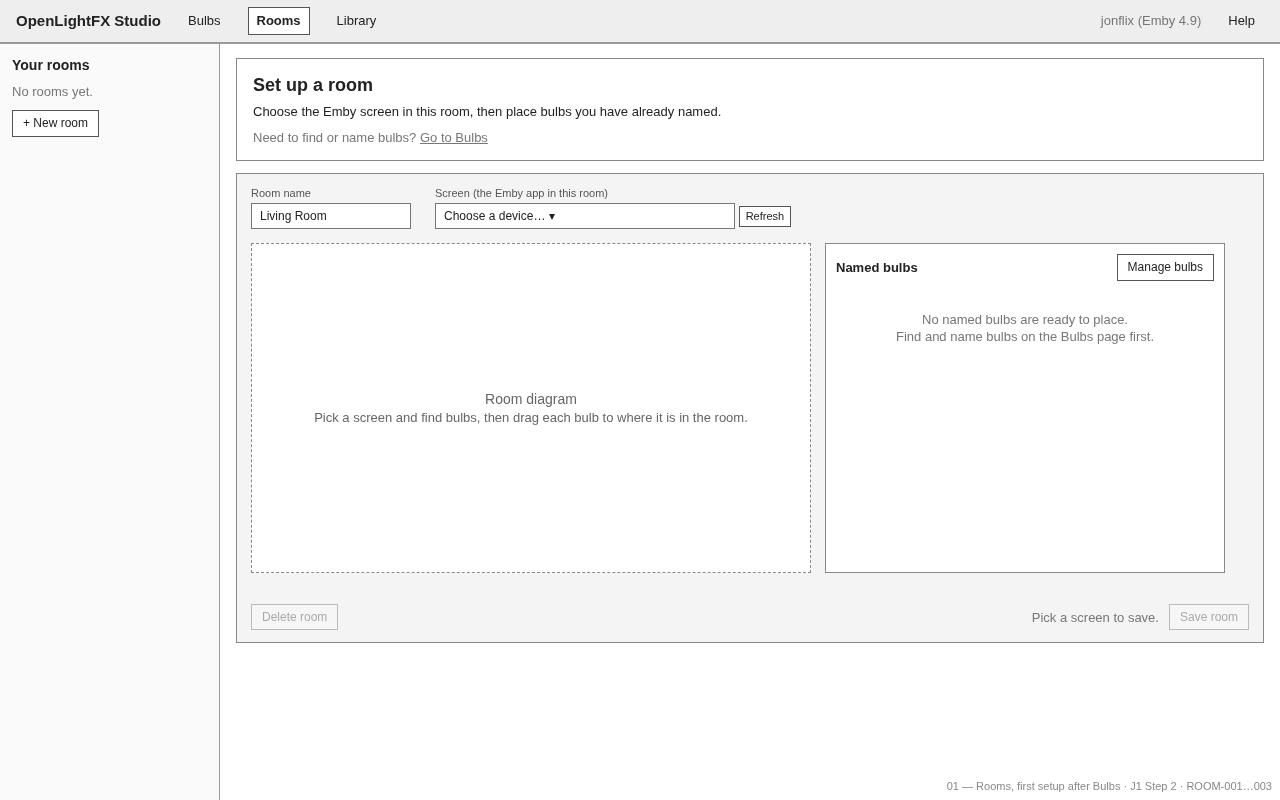 OpenLightFX Studio Bulbs Rooms Library jonflix (Emby 4.9) Help
Your rooms
No rooms yet.
+ New room
Set up a room
Choose the Emby screen in this room, then place bulbs you have already named.
Need to find or name bulbs? Go to Bulbs
Room name
Living Room
Screen (the Emby app in this room)
Choose a device… ▾
Refresh
Room diagram
Pick a screen and find bulbs, then drag each bulb to where it is in the room.
Named bulbs
Manage bulbs
No named bulbs are ready to place.
Find and name bulbs on the Bulbs page first.
Delete room
Pick a screen to save.
Save room
01 — Rooms, first setup after Bulbs · J1 Step 2 · ROOM-001…003